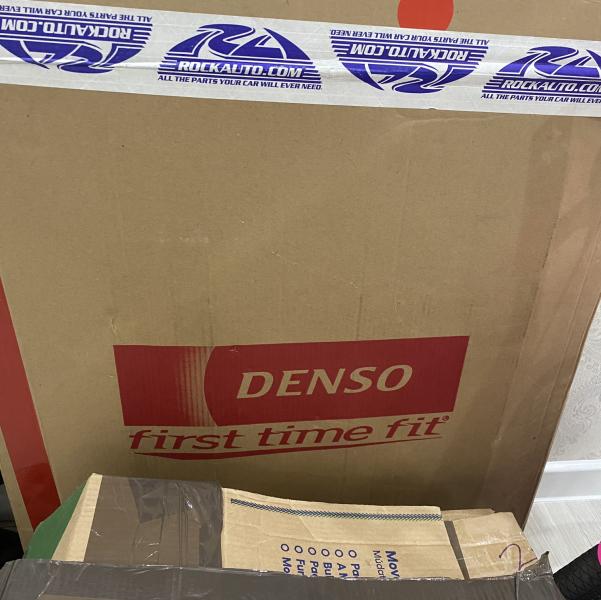 ALL THE PARTS YOUR CAR WILL EVER NEED
ROCKAUTO.COM
ROCKAUTO.COM
ALL THE PARTS YOUR CAR WILL EVER NEED
ALL THE PARTS YOUR CAR WILL EVER NEED
ROCKAUTO.COM
ROCKAUTO.COM
ALL THE PARTS YOUR CAR WILL EVER
DENSO
first time fit®
2